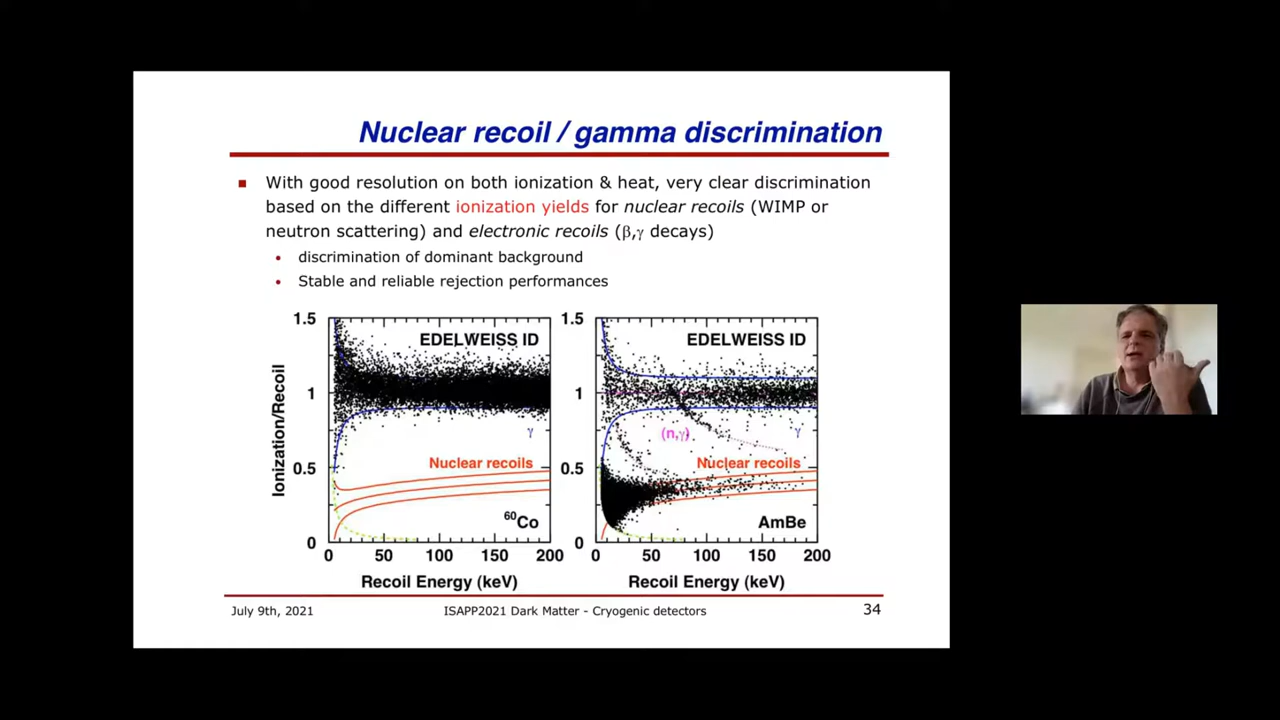 Nuclear recoil / gamma discrimination
With good resolution on both ionization & heat, very clear discrimination
based on the different ionization yields for nuclear recoils (WIMP or
neutron scattering) and electronic recoils (β,γ decays)
discrimination of dominant background
Stable and reliable rejection performances
Ionization/Recoil
1.5
1
0.5
0
EDELWEISS ID
γ
Nuclear recoils
60Co
0 50 100 150 200
Recoil Energy (keV)
1.5
1
0.5
0
EDELWEISS ID
(n,γ)
γ
Nuclear recoils
AmBe
0 50 100 150 200
Recoil Energy (keV)
July 9th, 2021
ISAPP2021 Dark Matter - Cryogenic detectors
34